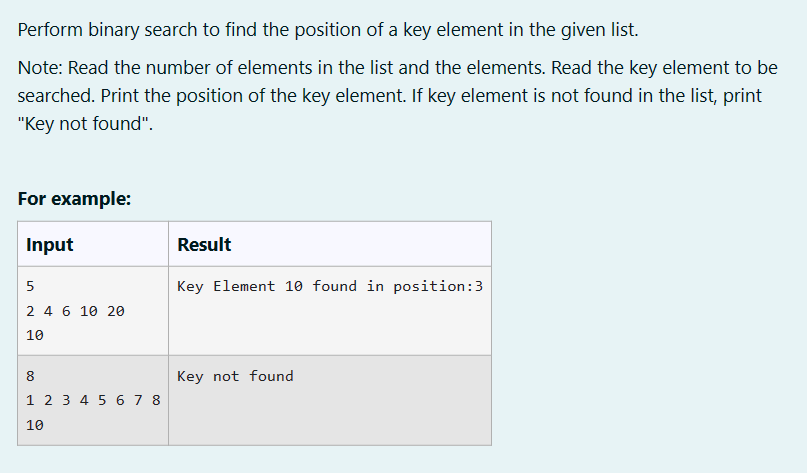 Perform binary search to find the position of a key element in the given list.
Note: Read the number of elements in the list and the elements. Read the key element to be
searched. Print the position of the key element. If key element is not found in the list, print
"Key not found".
For example:
Input Result
5 Key Element 10 found in position:3
2 4 6 10 20
10
8 Key not found
1 2 3 4 5 6 7 8
10